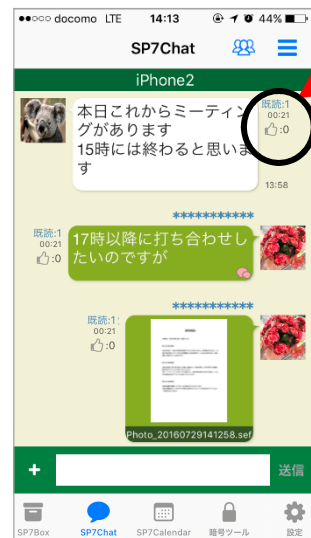 docomo LTE 14:13 44%
SP7Chat
iPhone2
本日これからミーティン
グがあります
15時には終わると思いま
す
既読:1
00:21
:0
13:58
***********
既読:1
00:21
:0
17時以降に打ち合わせし
たいのですが
***********
既読:1
00:21
:0
Photo_20160729141258.sef
+
送信
SP7Box SP7Chat SP7Calendar 暗号ツール 設定